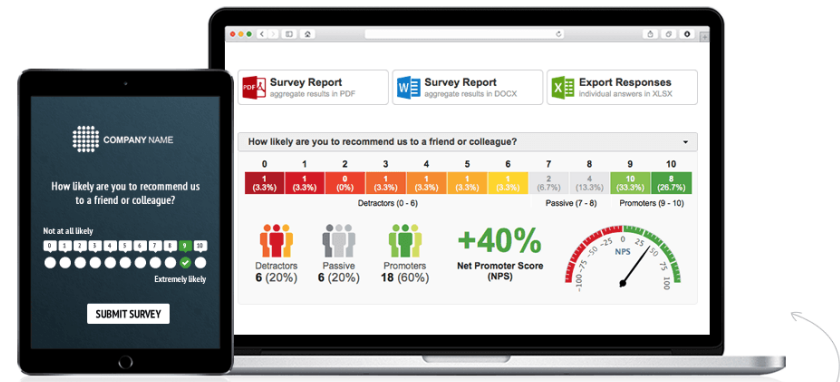 COMPANY NAME
How likely are you to recommend us
to a friend or colleague?
Not at all likely
0 1 2 3 4 5 6 7 8 9 10
Extremely likely
SUBMIT SURVEY
PDF
Survey Report
aggregate results in PDF
W
Survey Report
aggregate results in DOCX
X
Export Responses
individual answers in XLSX
How likely are you to recommend us to a friend or colleague?
0 1 2 3 4 5 6 7 8 9 10
1 1 0 1 1 1 1 2 4 10 8
(3.3%) (3.3%) (0%) (3.3%) (3.3%) (3.3%) (3.3%) (6.7%) (13.3%) (33.3%) (26.7%)
Detractors (0 - 6) Passive (7 - 8) Promoters (9 - 10)
Detractors
6 (20%)
Passive
6 (20%)
Promoters
18 (60%)
+40%
Net Promoter Score
(NPS)
-100 -75 -50 -25 0 25 50 75 100
NPS